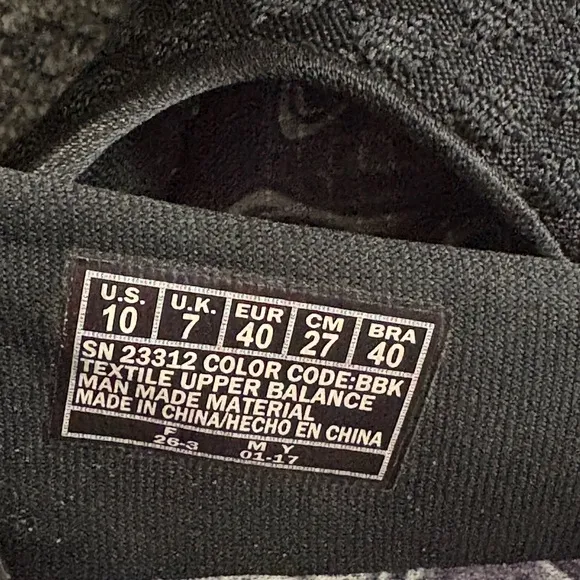 U.S. U.K. EUR CM BRA
10 7 40 27 40
SN 23312 COLOR CODE:BBK
TEXTILE UPPER BALANCE
MAN MADE MATERIAL
MADE IN CHINA/HECHO EN CHINA
F M Y
26-3 01-17